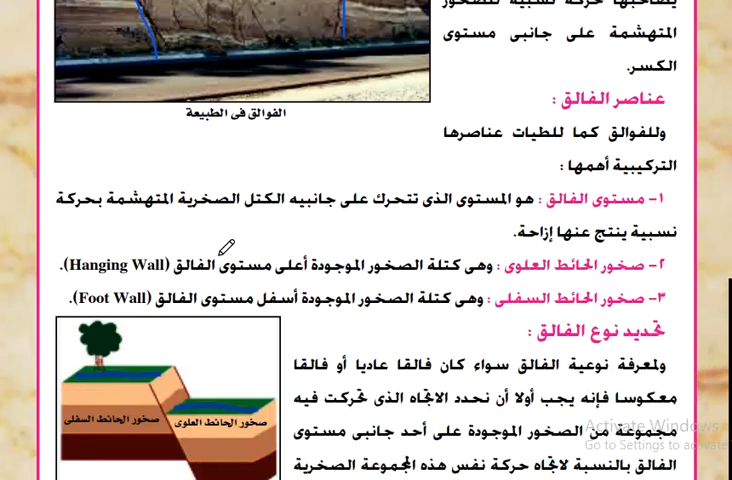 يصاحبها حركة نسبية للصخور
المتهشمة على جانبى مستوى
الكسر.
الفوالق فى الطبيعة
عناصر الفالق :
وللفوالق كما للطيات عناصرها
التركيبية أهمها :
١- مستوى الفالق : هو المستوى الذى تتحرك على جانبيه الكتل الصخرية المتهشمة بحركة
نسبية ينتج عنها إزاحة.
٢- صخور الحائط العلوى : وهى كتلة الصخور الموجودة أعلى مستوى الفالق (Hanging Wall).
٣- صخور الحائط السفلى : وهى كتلة الصخور الموجودة أسفل مستوى الفالق (Foot Wall).
تحديد نوع الفالق :
ولمعرفة نوعية الفالق سواء كان فالقا عاديا أو فالقا
معكوسا فإنه يجب أولا أن نحدد الاتجاه الذى تحركت فيه
مجموعة من الصخور الموجودة على أحد جانبى مستوى
الفالق بالنسبة لاتجاه حركة نفس هذه المجموعة الصخرية
صخور الحائط العلوى
صخور الحائط السفلى
Activate Windows
Go to Settings to activate